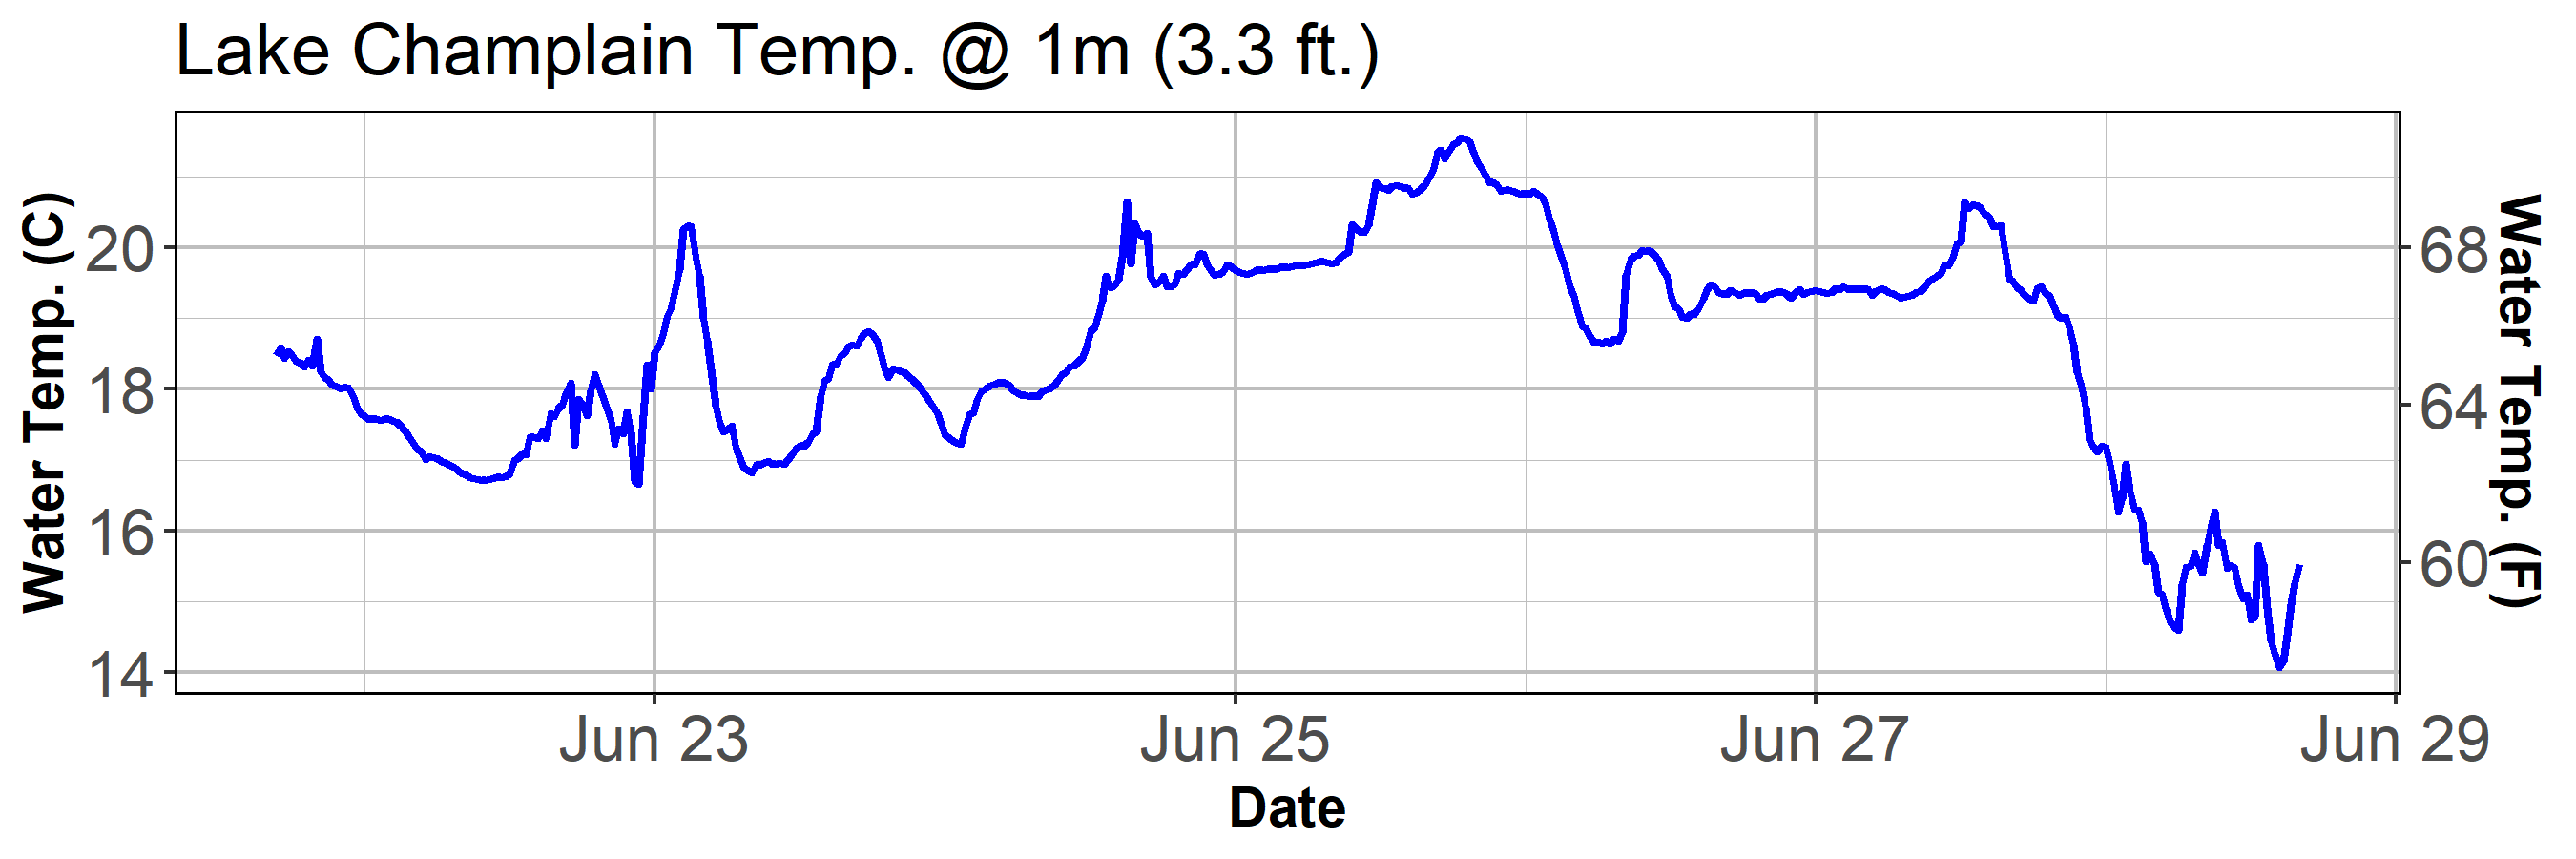 Lake Champlain Temp. @ 1m (3.3 ft.)
Water Temp. (C)
20
18
16
14
68
64
60
Water Temp. (F)
Jun 23
Jun 25
Jun 27
Jun 29
Date